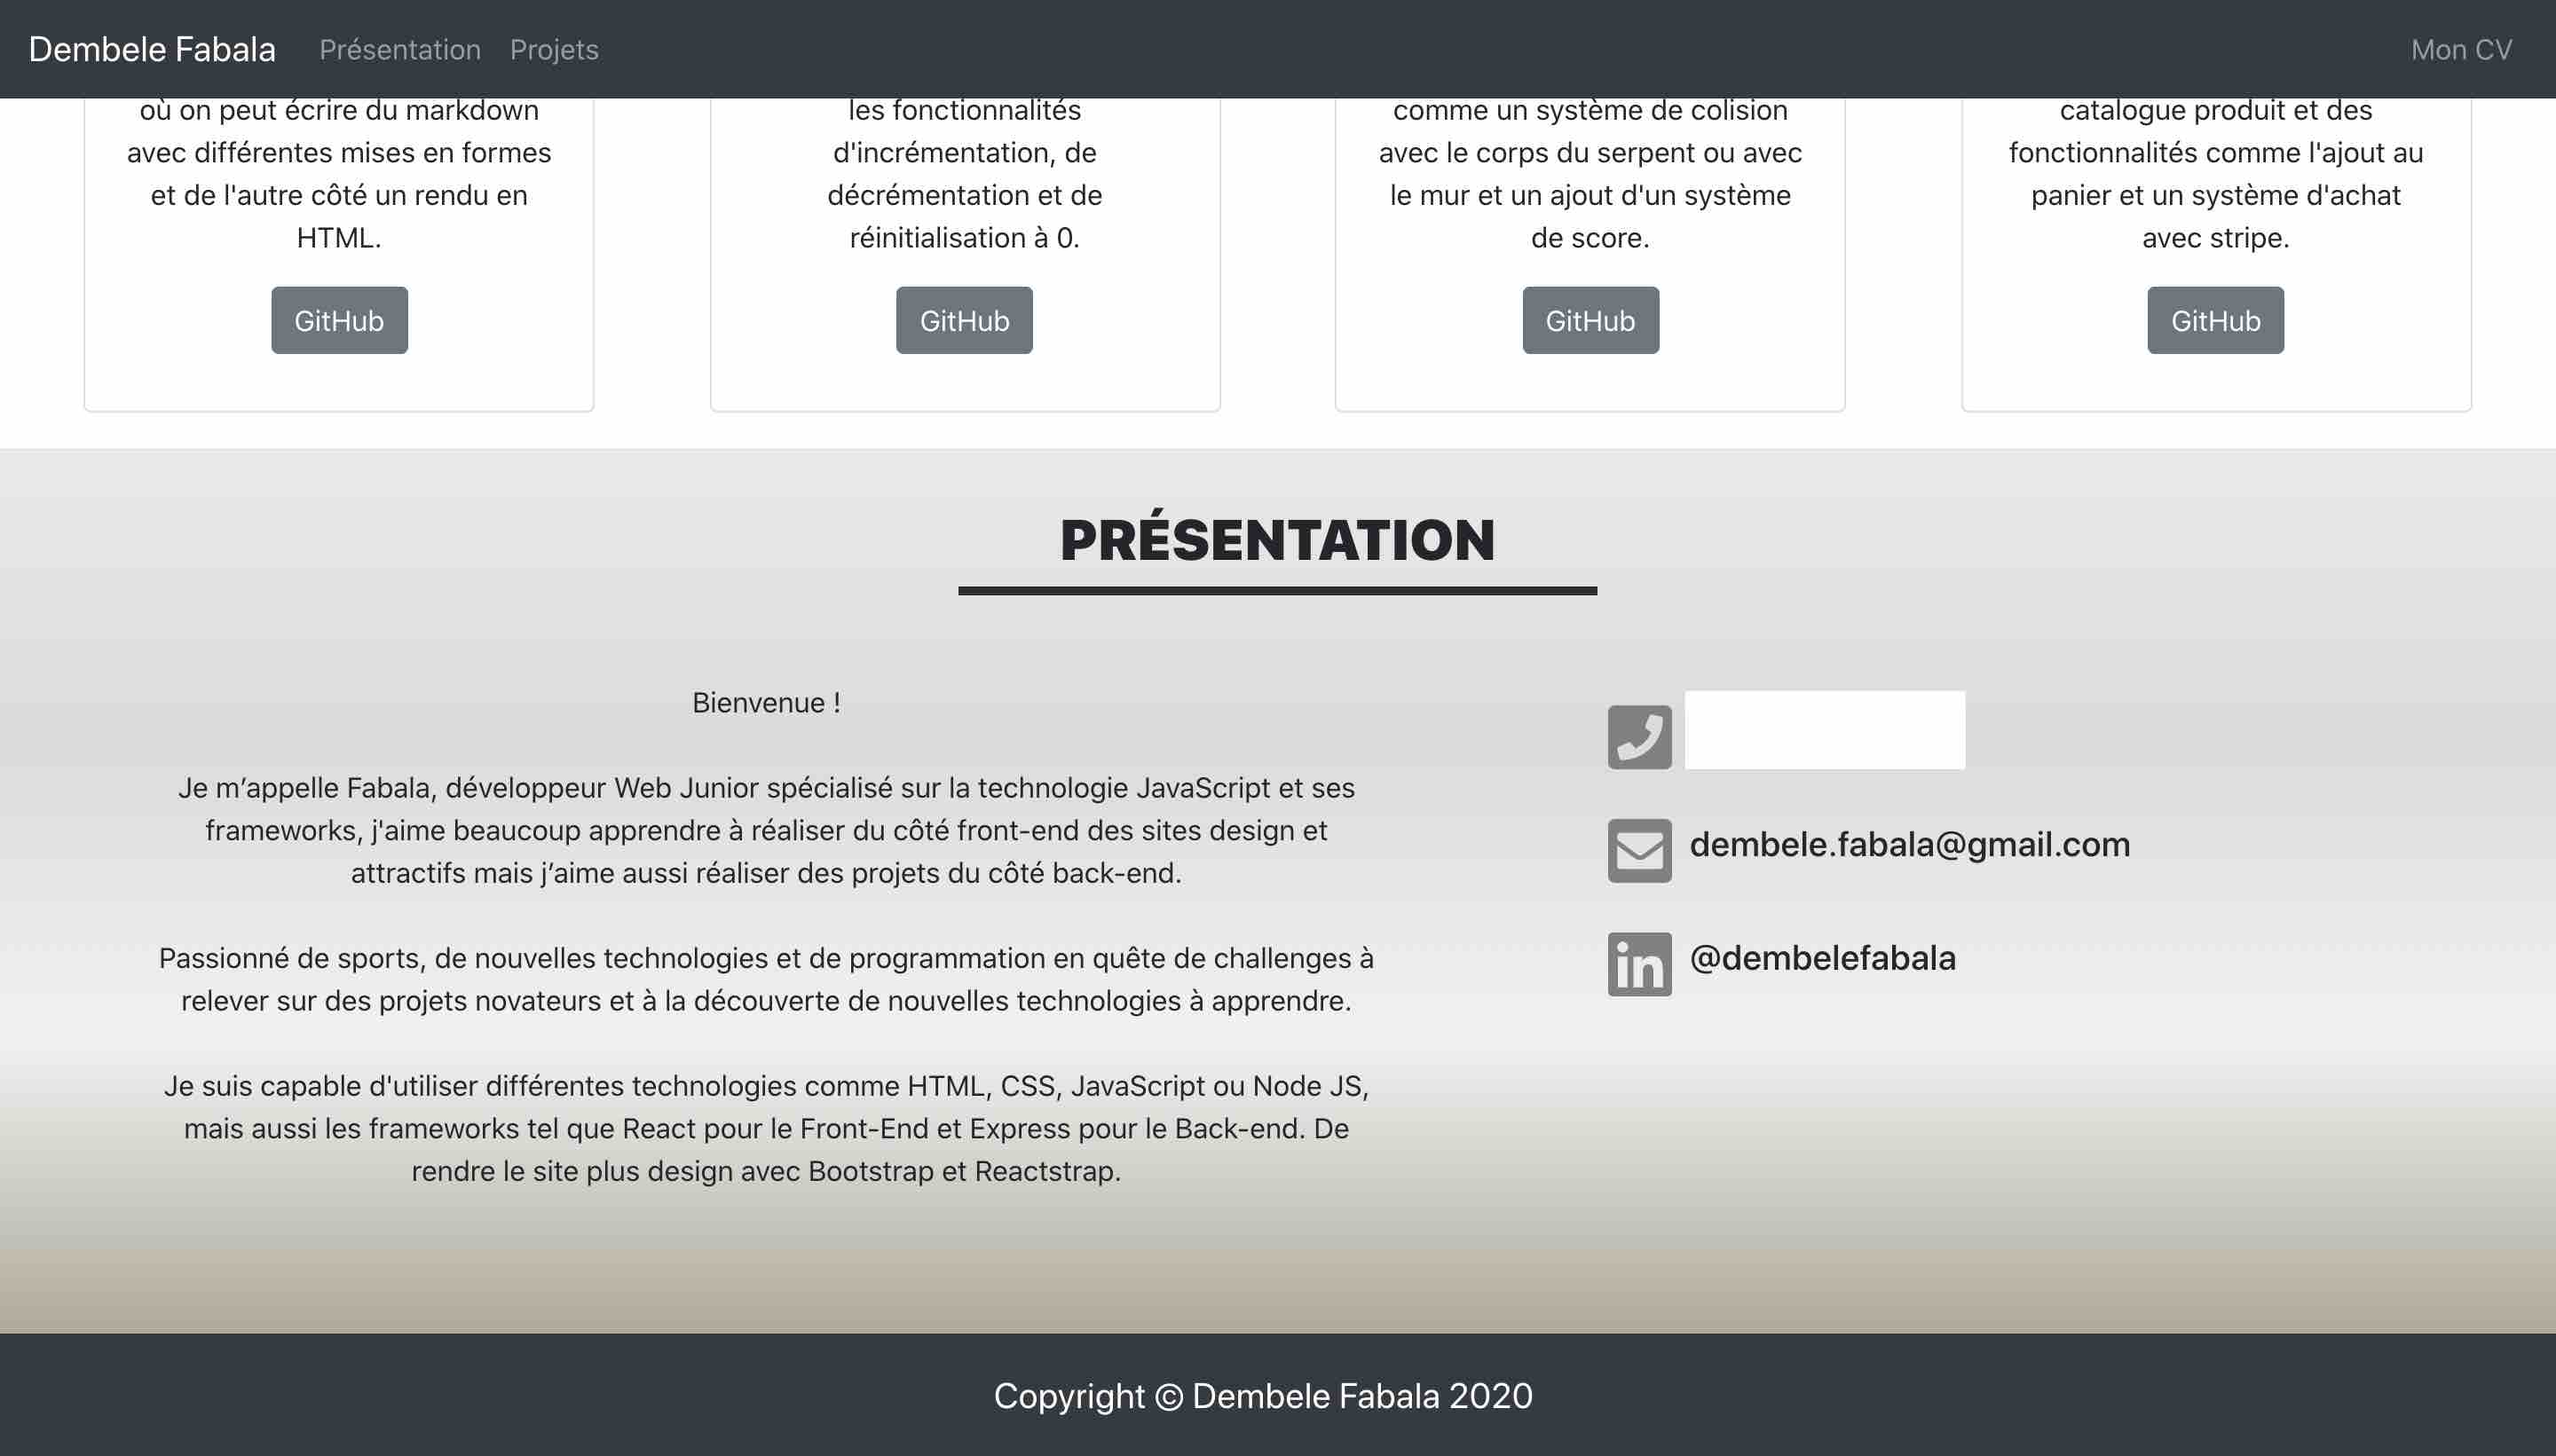 Dembele Fabala Présentation Projets Mon CV
où on peut écrire du markdown
avec différentes mises en formes
et de l'autre côté un rendu en
HTML.
GitHub
les fonctionnalités
d'incrémentation, de
décrémentation et de
réinitialisation à 0.
GitHub
comme un système de colision
avec le corps du serpent ou avec
le mur et un ajout d'un système
de score.
GitHub
catalogue produit et des
fonctionnalités comme l'ajout au
panier et un système d'achat
avec stripe.
GitHub
PRÉSENTATION
Bienvenue !
Je m’appelle Fabala, développeur Web Junior spécialisé sur la technologie JavaScript et ses
frameworks, j'aime beaucoup apprendre à réaliser du côté front-end des sites design et
attractifs mais j’aime aussi réaliser des projets du côté back-end.
Passionné de sports, de nouvelles technologies et de programmation en quête de challenges à
relever sur des projets novateurs et à la découverte de nouvelles technologies à apprendre.
Je suis capable d'utiliser différentes technologies comme HTML, CSS, JavaScript ou Node JS,
mais aussi les frameworks tel que React pour le Front-End et Express pour le Back-end. De
rendre le site plus design avec Bootstrap et Reactstrap.
dembele.fabala@gmail.com
in @dembelefabala
Copyright © Dembele Fabala 2020